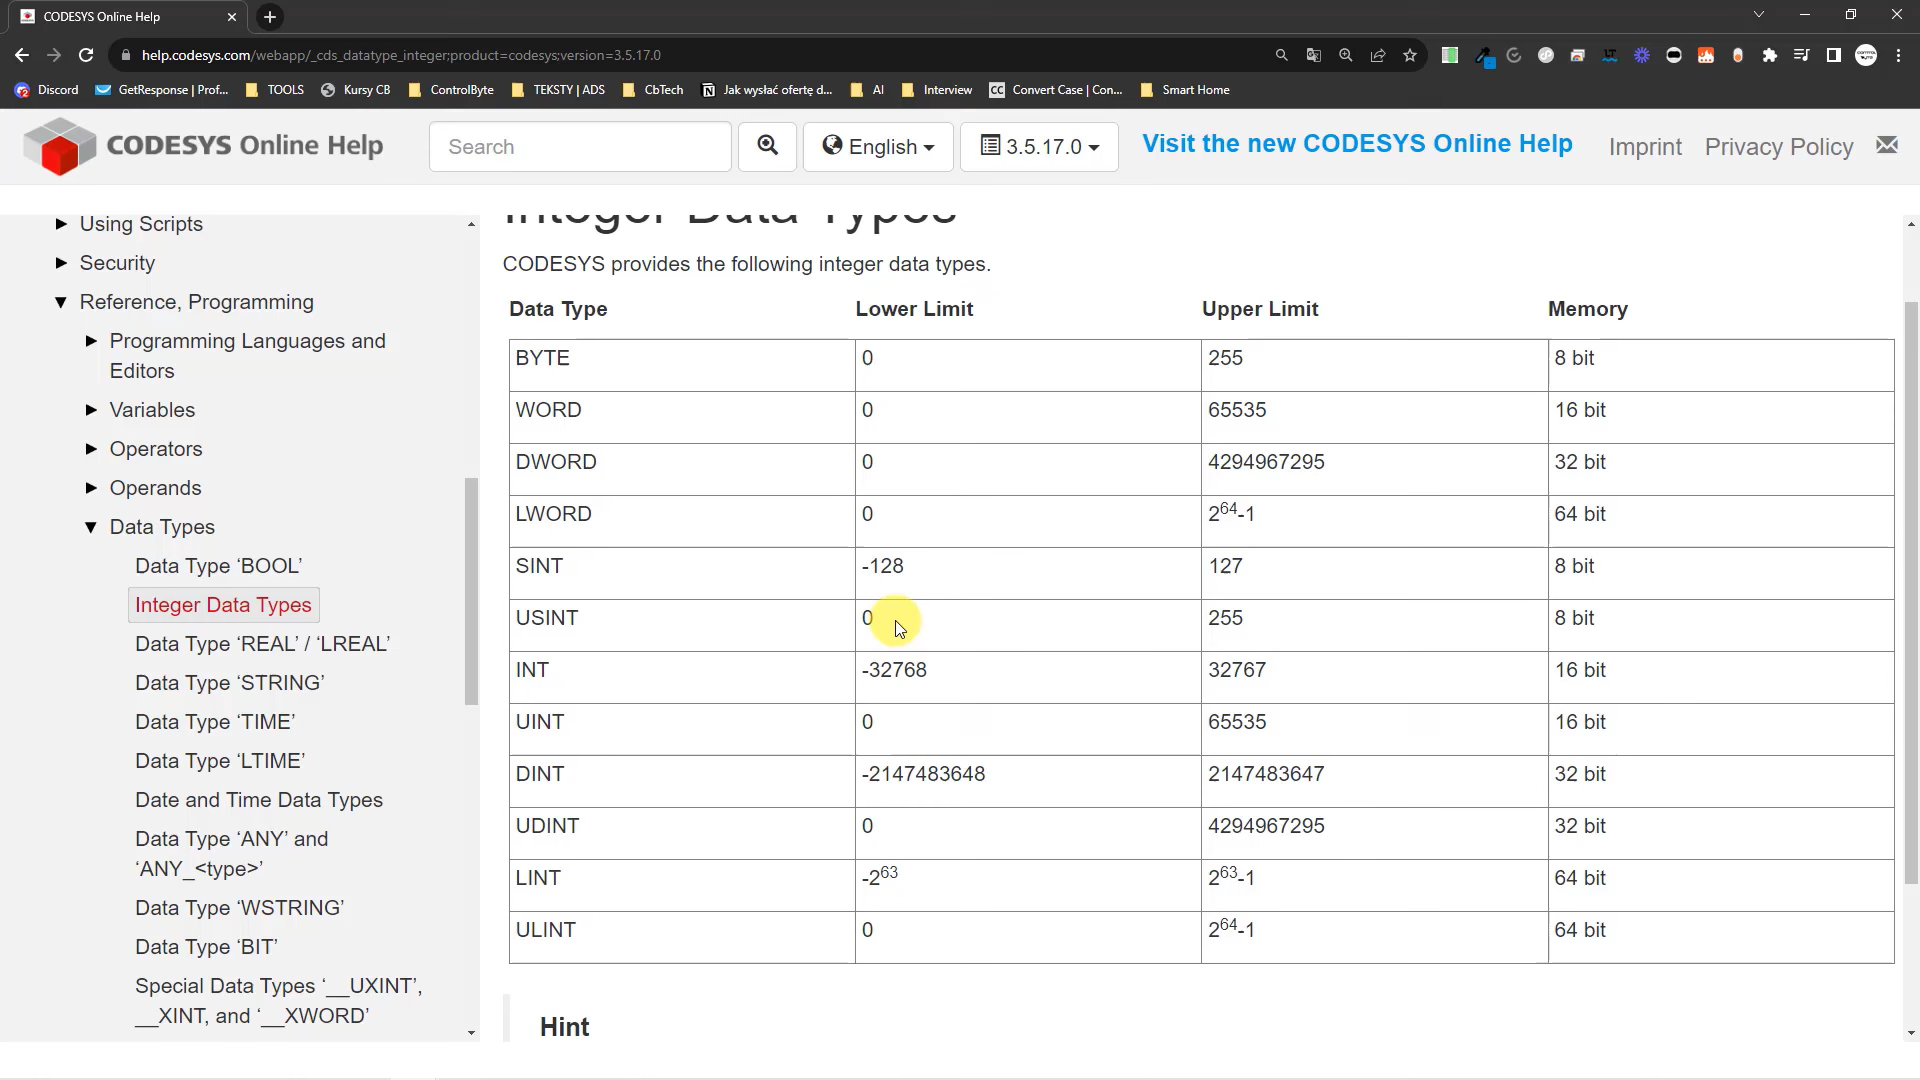 CODESYS Online Help
help.codesys.com/webapp/_cds_datatype_integer;product=codesys;version=3.5.17.0
Discord GetResponse | Prof... TOOLS Kursy CB ControlByte TEKSTY | ADS CbTech Jak wysłać ofertę d... AI Interview CC Convert Case | Con... Smart Home
CODESYS Online Help Search English 3.5.17.0 Visit the new CODESYS Online Help Imprint Privacy Policy
Using Scripts
Security
Reference, Programming
Programming Languages and
Editors
Variables
Operators
Operands
Data Types
Data Type ‘BOOL’
Integer Data Types
Data Type ‘REAL’ / ‘LREAL’
Data Type ‘STRING’
Data Type ‘TIME’
Data Type ‘LTIME’
Date and Time Data Types
Data Type ‘ANY’ and
‘ANY_<type>’
Data Type ‘WSTRING’
Data Type ‘BIT’
Special Data Types ‘__UXINT’,
__XINT, and ‘__XWORD’
Integer Data Types
CODESYS provides the following integer data types.
Data Type Lower Limit Upper Limit Memory
BYTE 0 255 8 bit
WORD 0 65535 16 bit
DWORD 0 4294967295 32 bit
LWORD 0 2⁶⁴-1 64 bit
SINT -128 127 8 bit
USINT 0 255 8 bit
INT -32768 32767 16 bit
UINT 0 65535 16 bit
DINT -2147483648 2147483647 32 bit
UDINT 0 4294967295 32 bit
LINT -2⁶³ 2⁶³-1 64 bit
ULINT 0 2⁶⁴-1 64 bit
Hint